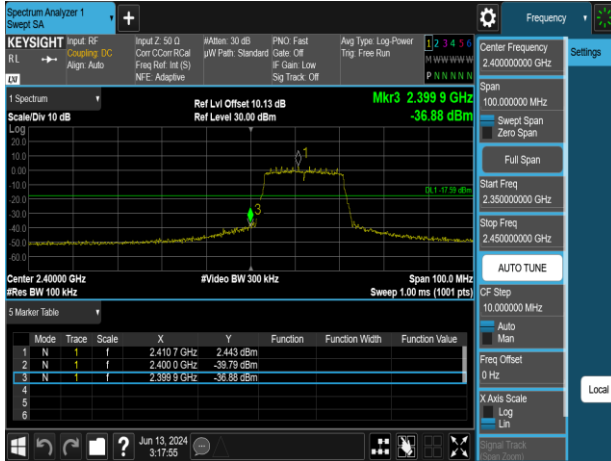 Spectrum Analyzer 1
Swept SA
Frequency
KEYSIGHT
RL
Input: RF
Coupling: DC
Align: Auto
Input Z: 50 Ω
Corr CCorr RCal
Freq Ref: Int (S)
NFE: Adaptive
#Atten: 30 dB
µW Path: Standard
PNO: Fast
Gate: Off
IF Gain: Low
Sig Track: Off
Avg Type: Log-Power
Trig: Free Run
1 2 3 4 5 6
M W W W W W
P N N N N N
Settings
1 Spectrum
Scale/Div 10 dB
Ref Lvl Offset 10.13 dB
Ref Level 30.00 dBm
Mkr3 2.399 9 GHz
-36.88 dBm
Log
20.0
10.0
0.00
-10.0
-20.0
-30.0
-40.0
-50.0
-60.0
1
3
DL1 -17.59 dBm
Center 2.40000 GHz
#Res BW 100 kHz
#Video BW 300 kHz
Span 100.0 MHz
Sweep 1.00 ms (1001 pts)
5 Marker Table
Mode Trace Scale X Y Function Function Width Function Value
1 N 1 f 2.410 7 GHz 2.443 dBm
2 N 1 f 2.400 0 GHz -39.79 dBm
3 N 1 f 2.399 9 GHz -36.88 dBm
4
5
6
Center Frequency
2.400000000 GHz
Span
100.000000 MHz
Swept Span
Zero Span
Full Span
Start Freq
2.350000000 GHz
Stop Freq
2.450000000 GHz
AUTO TUNE
CF Step
10.000000 MHz
Auto
Man
Freq Offset
0 Hz
X Axis Scale
Log
Lin
Signal Track
(Span Zoom)
Local
?
Jun 13, 2024
3:17:55